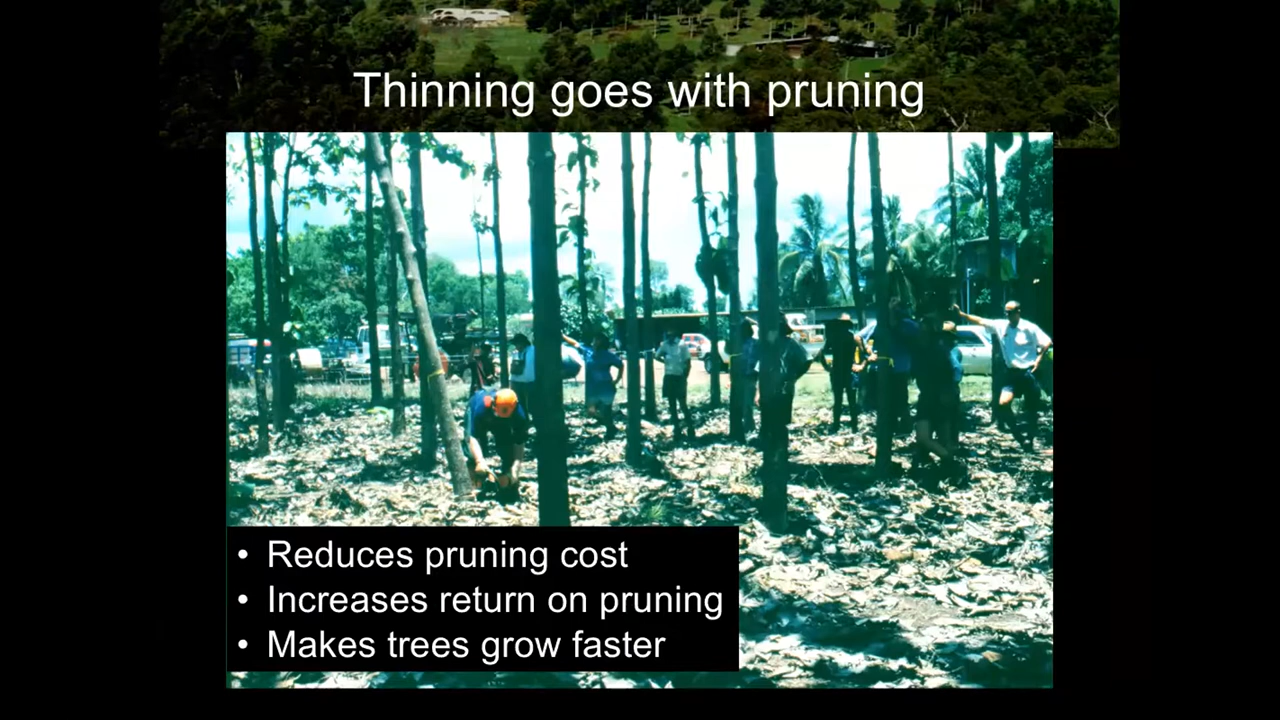 Thinning goes with pruning
• Reduces pruning cost
• Increases return on pruning
• Makes trees grow faster